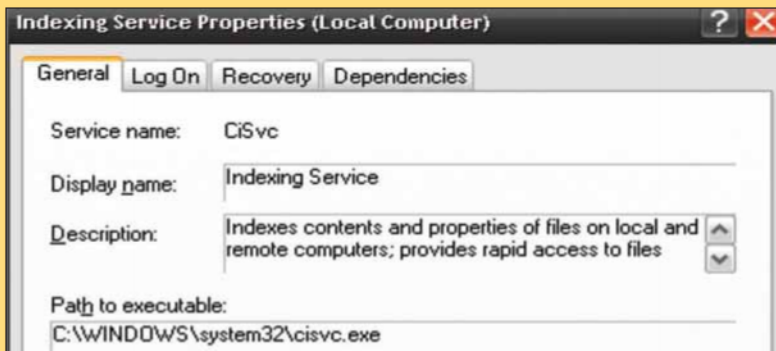 Indexing Service Properties (Local Computer)
General Log On Recovery Dependencies
Service name: CiSvc
Display name: Indexing Service
Description: Indexes contents and properties of files on local and
remote computers; provides rapid access to files
Path to executable:
C:\WINDOWS\system32\cisvc.exe